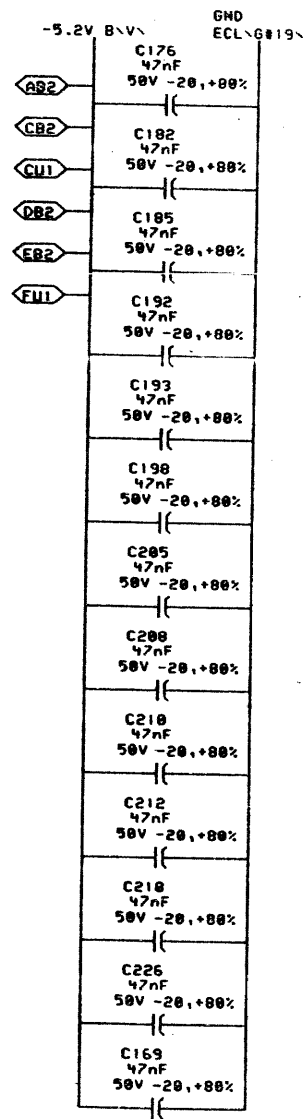 -5.2V B\V\
GND
ECL\G#19\
C176
47nF
50V -20,+80%
AB2
CB2
C182
47nF
50V -20,+80%
CU1
DB2
C185
47nF
50V -20,+80%
EB2
FU1
C192
47nF
50V -20,+80%
C193
47nF
50V -20,+80%
C198
47nF
50V -20,+80%
C205
47nF
50V -20,+80%
C208
47nF
50V -20,+80%
C210
47nF
50V -20,+80%
C212
47nF
50V -20,+80%
C218
47nF
50V -20,+80%
C226
47nF
50V -20,+80%
C169
47nF
50V -20,+80%